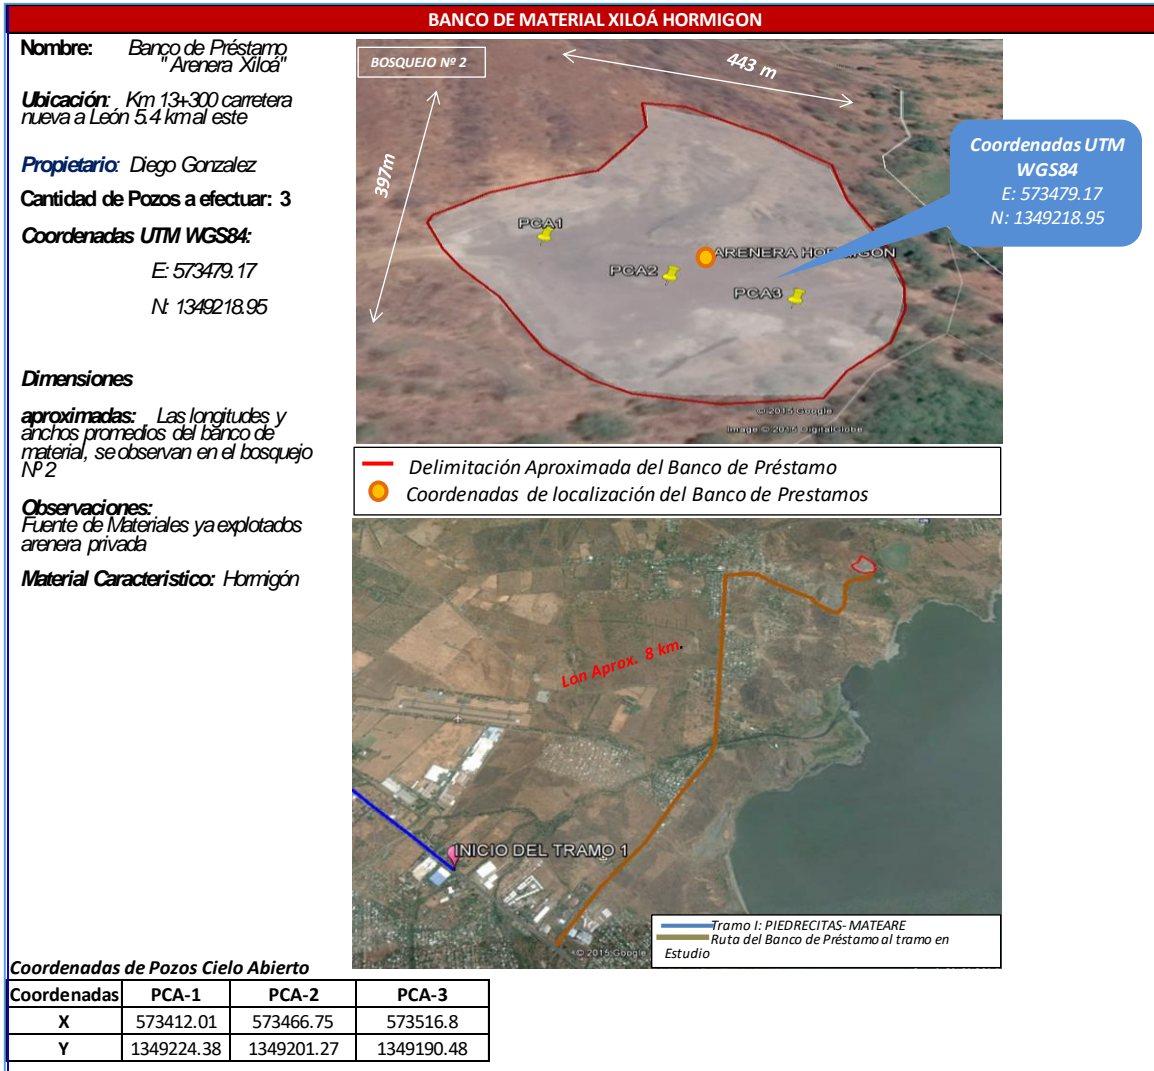 BANCO DE MATERIAL XILOÁ HORMIGON
Nombre: Banco de Préstamo
" Arenera Xiloá"
Ubicación: Km 13+300 carretera
nueva a León 5.4 km al este
Propietario: Diego Gonzalez
Cantidad de Pozos a efectuar: 3
Coordenadas UTM WGS84:
E: 573479.17
N: 1349218.95
Dimensiones
aproximadas: Las longitudes y
anchos promedios del banco de
material, se observan en el bosquejo
Nº 2
Observaciones:
Fuente de Materiales ya explotados
arenera privada
Material Caracteristico: Hormigón
BOSQUEJO Nº 2
443 m
397m
PCA1
PCA2
ARENERA HORMIGON
PCA3
Coordenadas UTM
WGS84
E: 573479.17
N: 1349218.95
© 2015 Google
Image © 2015 DigitalGlobe
Delimitación Aproximada del Banco de Préstamo
Coordenadas de localización del Banco de Prestamos
Lon Aprox. 8 km.
INICIO DEL TRAMO 1
© 2015 Google
Tramo I: PIEDRECITAS- MATEARE
Ruta del Banco de Préstamo al tramo en
Estudio
Coordenadas de Pozos Cielo Abierto
Coordenadas PCA-1 PCA-2 PCA-3
X 573412.01 573466.75 573516.8
Y 1349224.38 1349201.27 1349190.48